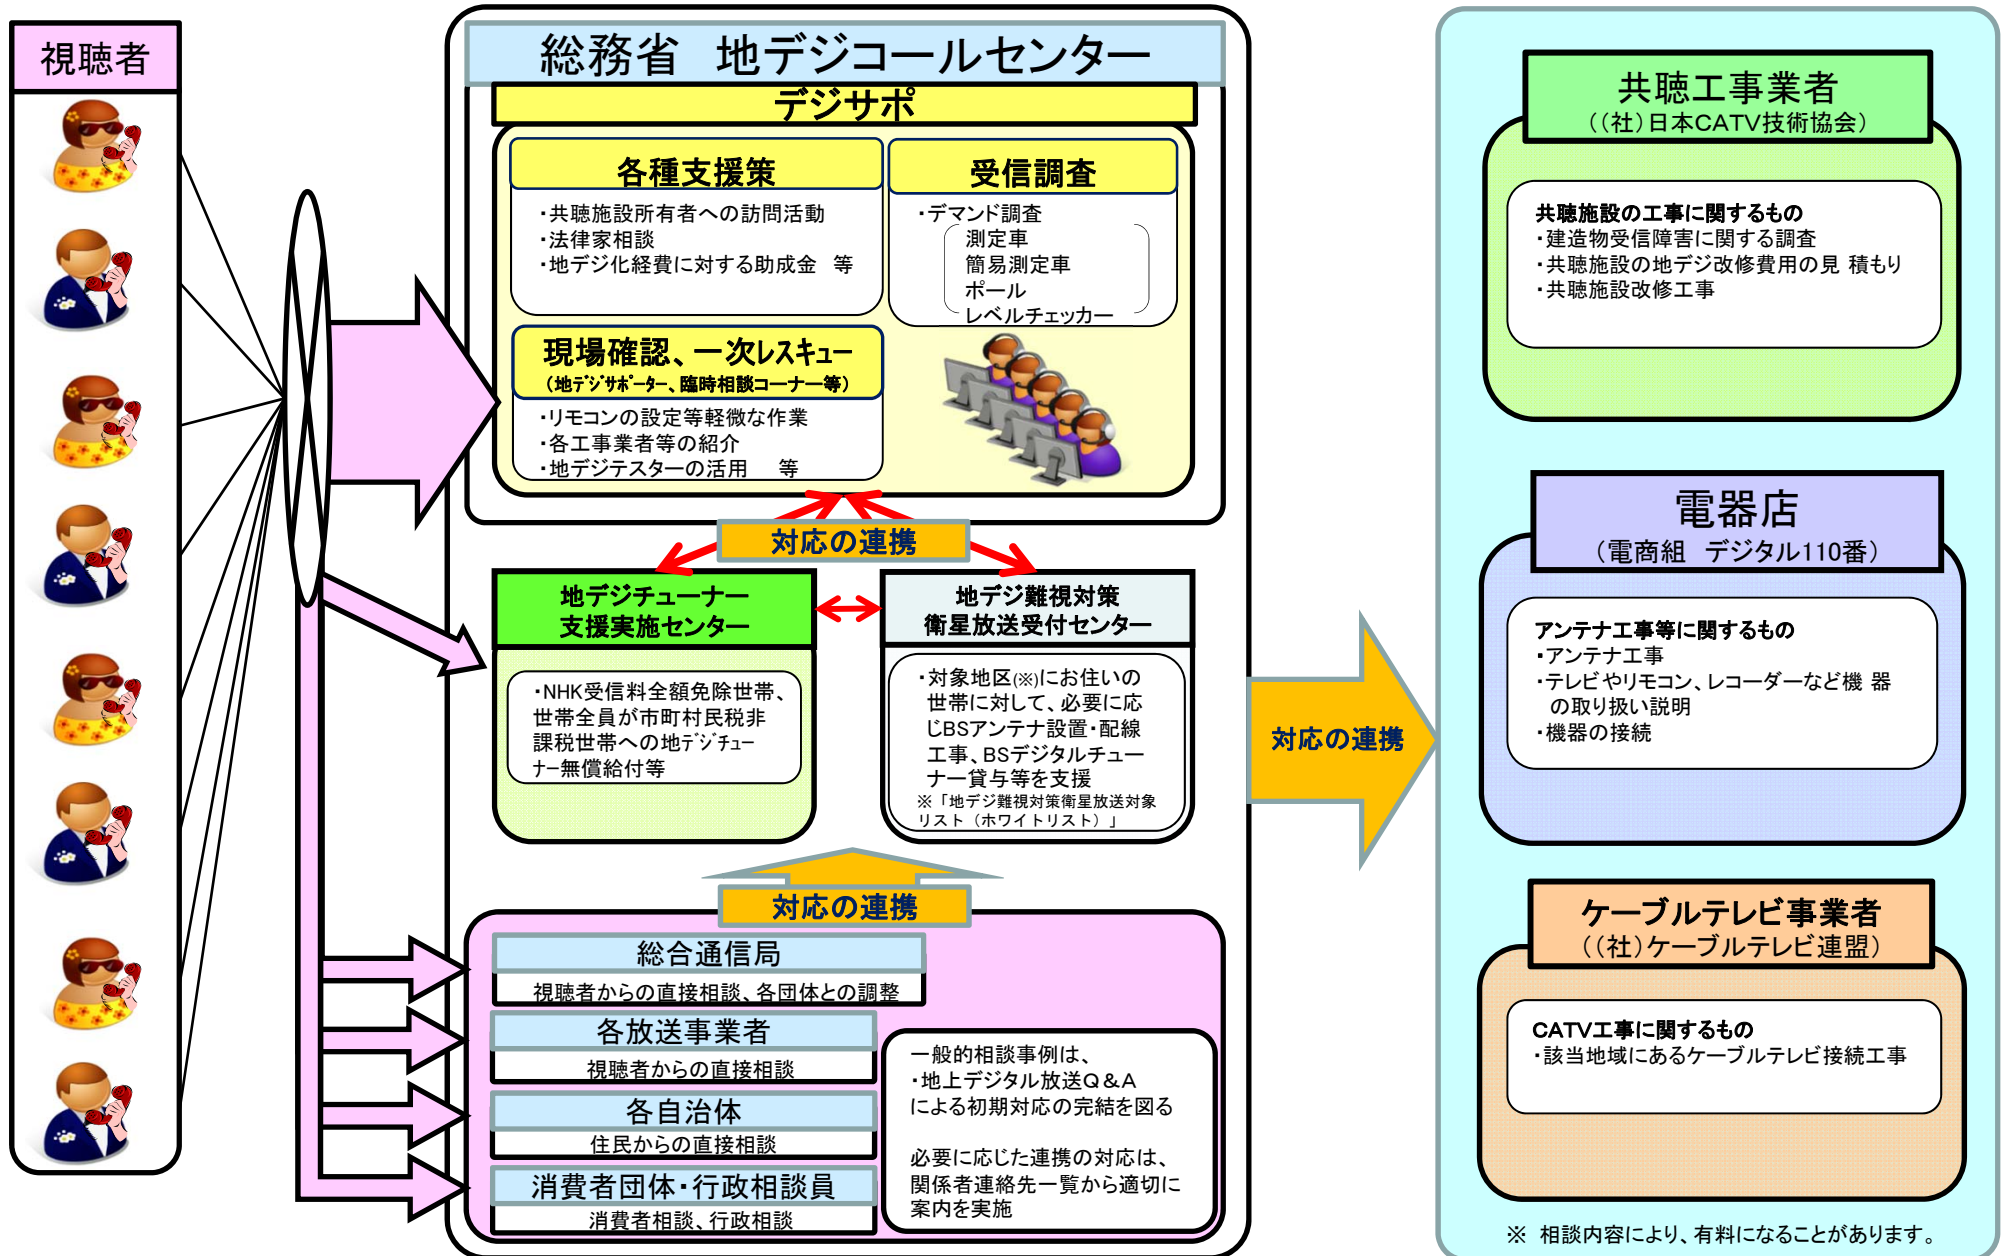 視聴者
総務省　地デジコールセンター
デジサポ
各種支援策
・共聴施設所有者への訪問活動
・法律家相談
・地デジ化経費に対する助成金　等
受信調査
・デマンド調査
測定車
簡易測定車
ポール
レベルチェッカー
現場確認、一次レスキュー
（地デジサポーター、臨時相談コーナー等）
・リモコンの設定等軽微な作業
・各工事業者等の紹介
・地デジテスターの活用　等
対応の連携
地デジチューナー
支援実施センター
・NHK受信料全額免除世帯、
世帯全員が市町村民税非
課税世帯への地デジチュー
ナー無償給付等
地デジ難視対策
衛星放送受付センター
・対象地区(※)にお住いの
世帯に対して、必要に応
じBSアンテナ設置・配線
工事、BSデジタルチュー
ナー貸与等を支援
※「地デジ難視対策衛星放送対象
リスト（ホワイトリスト）」
対応の連携
総合通信局
視聴者からの直接相談、各団体との調整
各放送事業者
視聴者からの直接相談
各自治体
住民からの直接相談
消費者団体・行政相談員
消費者相談、行政相談
一般的相談事例は、
・地上デジタル放送Ｑ＆Ａ
による初期対応の完結を図る
必要に応じた連携の対応は、
関係者連絡先一覧から適切に
案内を実施
対応の連携
共聴工事業者
（(社)日本CATV技術協会）
共聴施設の工事に関するもの
・建造物受信障害に関する調査
・共聴施設の地デジ改修費用の見 積もり
・共聴施設改修工事
電器店
（電商組　デジタル110番）
アンテナ工事等に関するもの
・アンテナ工事
・テレビやリモコン、レコーダーなど機 器
の取り扱い説明
・機器の接続
ケーブルテレビ事業者
（(社)ケーブルテレビ連盟）
CATV工事に関するもの
・該当地域にあるケーブルテレビ接続工事
※ 相談内容により、有料になることがあります。